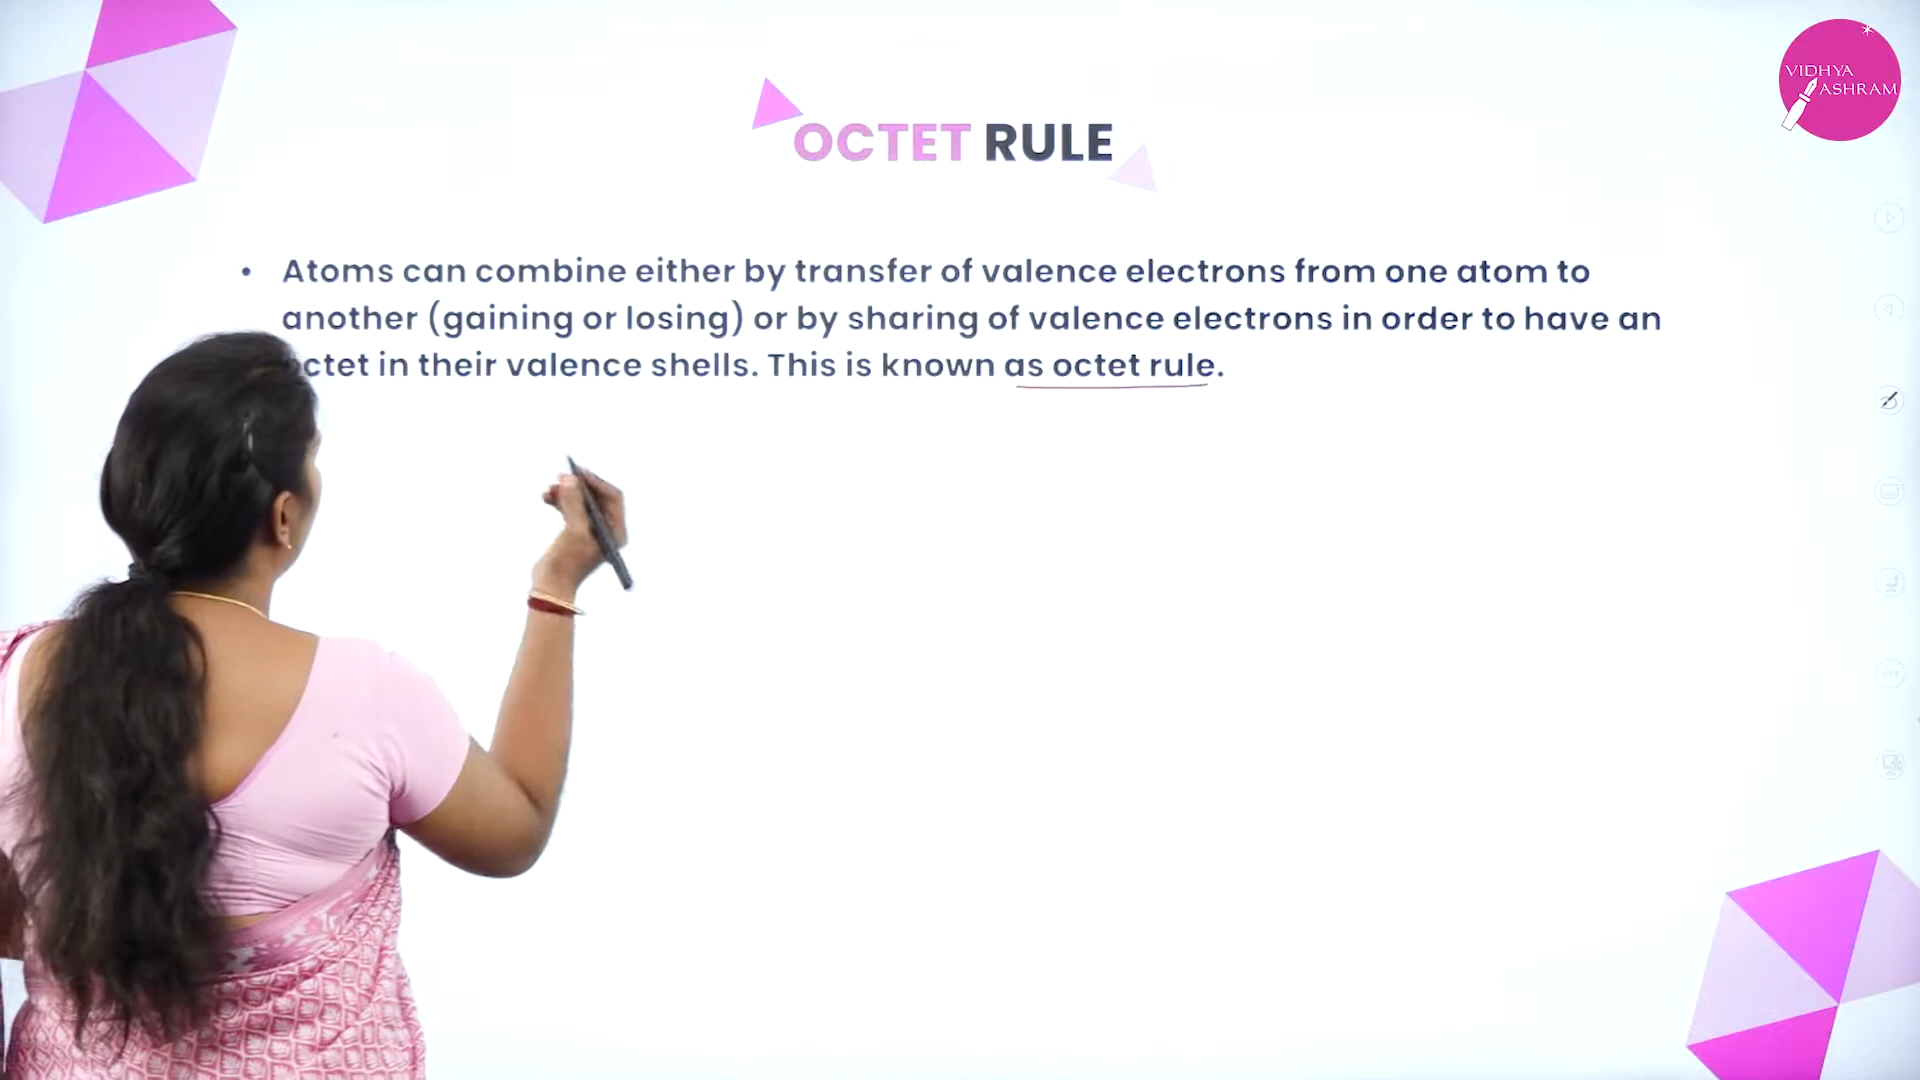 VIDHYA
ASHRAM
OCTET RULE
• Atoms can combine either by transfer of valence electrons from one atom to
another (gaining or losing) or by sharing of valence electrons in order to have an
octet in their valence shells. This is known as octet rule.